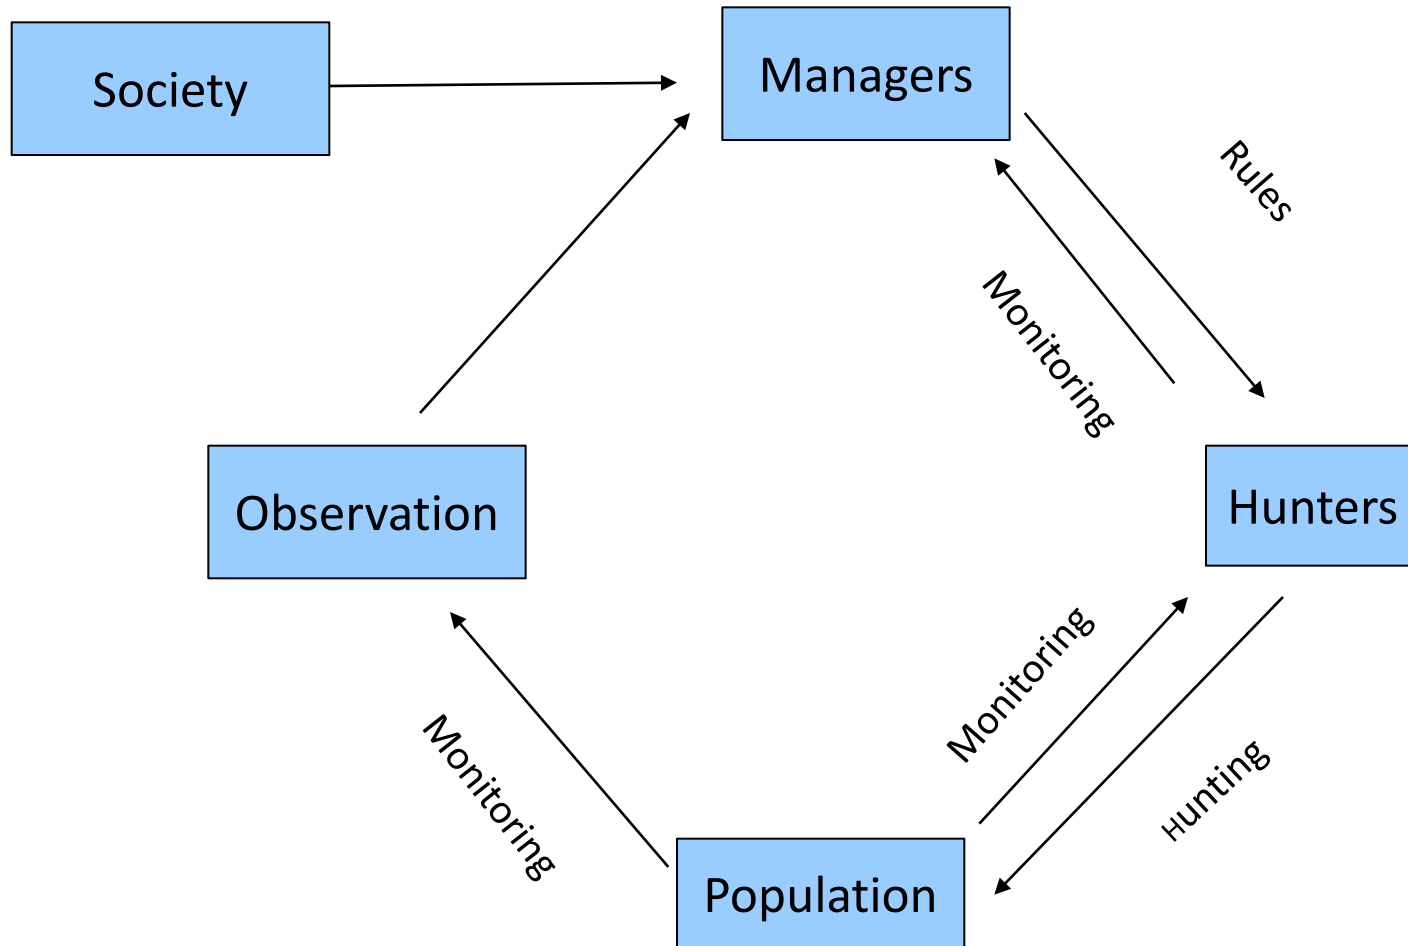 Society
Managers
Rules
Monitoring
Observation
Hunters
Monitoring
Monitoring
Hunting
Population